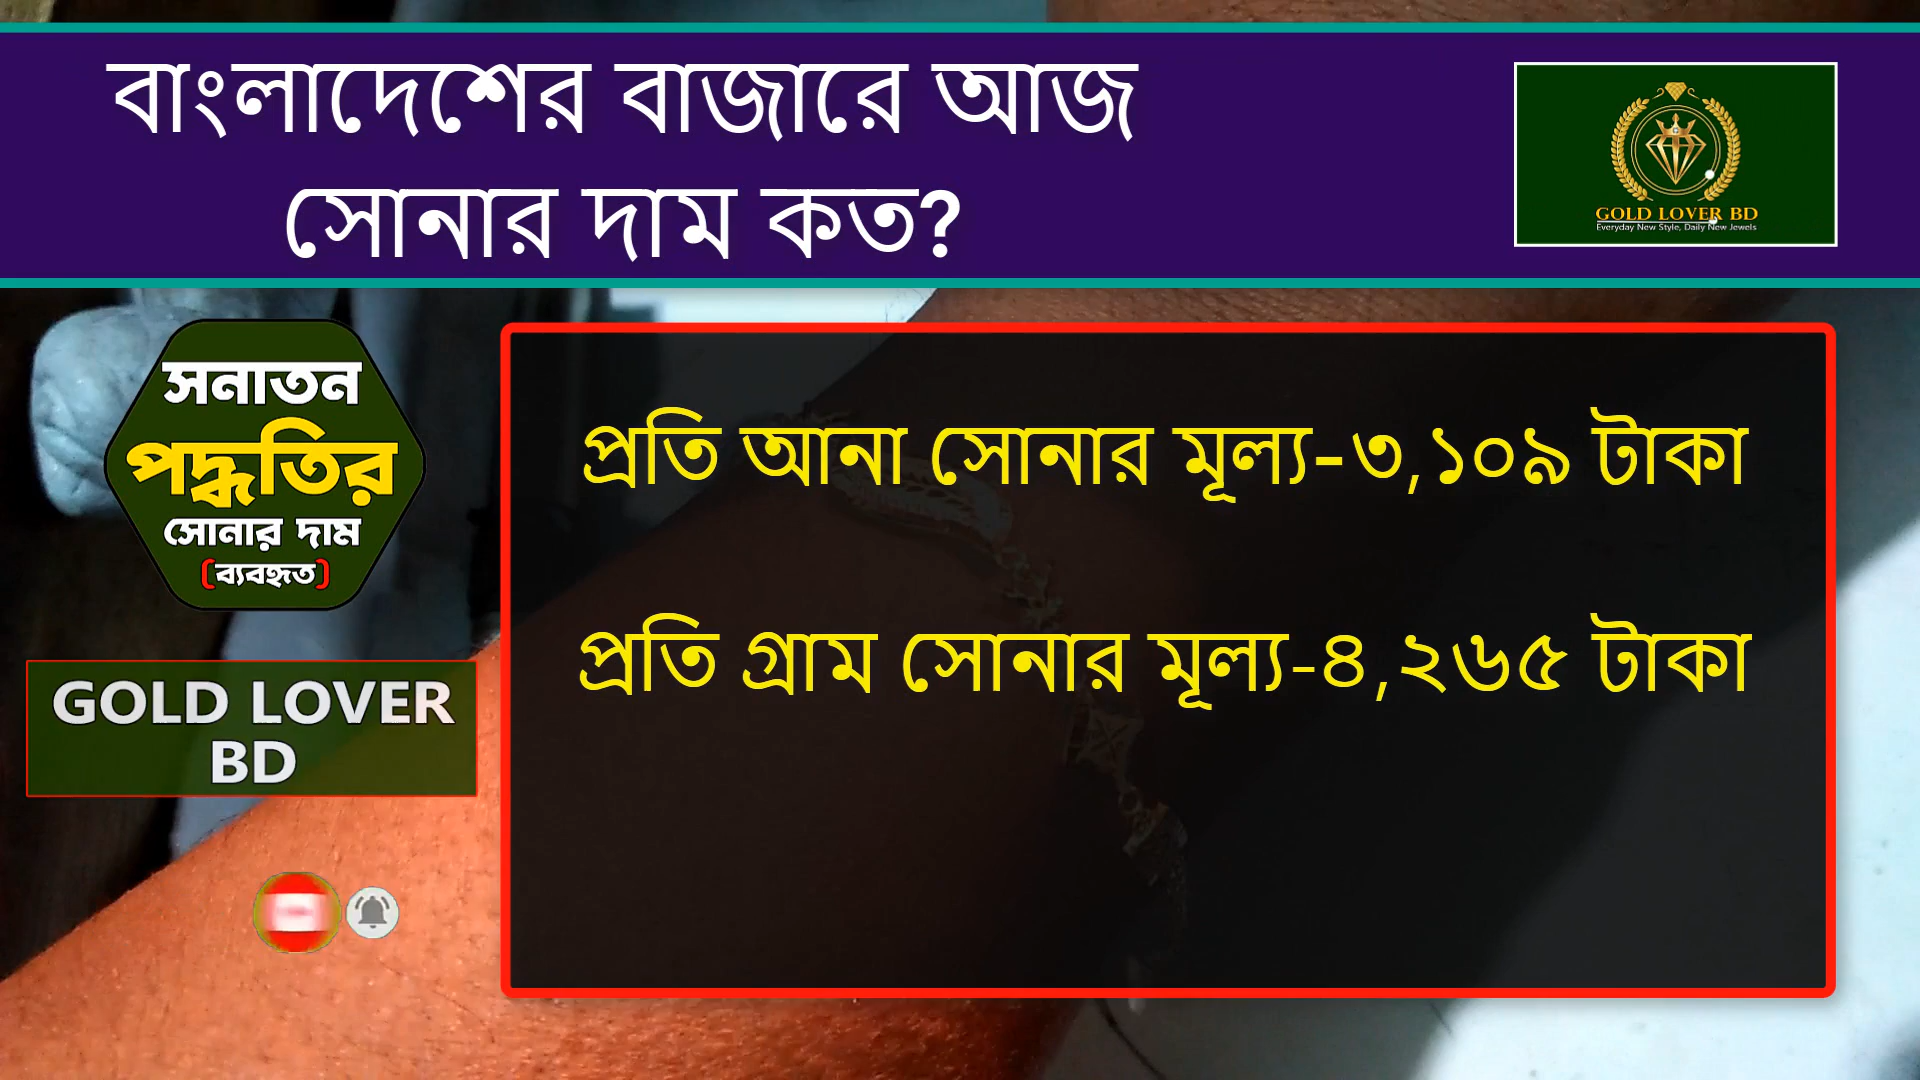 বাংলাদেশের বাজারে আজ
সোনার দাম কত?
GOLD LOVER BD
Everyday New Style, Daily New Jewels
সনাতন
পদ্ধতির
সোনার দাম
(ব্যবহৃত)
প্রতি আনা সোনার মূল্য-৩,১০৯ টাকা
প্রতি গ্রাম সোনার মূল্য-৪,২৬৫ টাকা
GOLD LOVER
BD